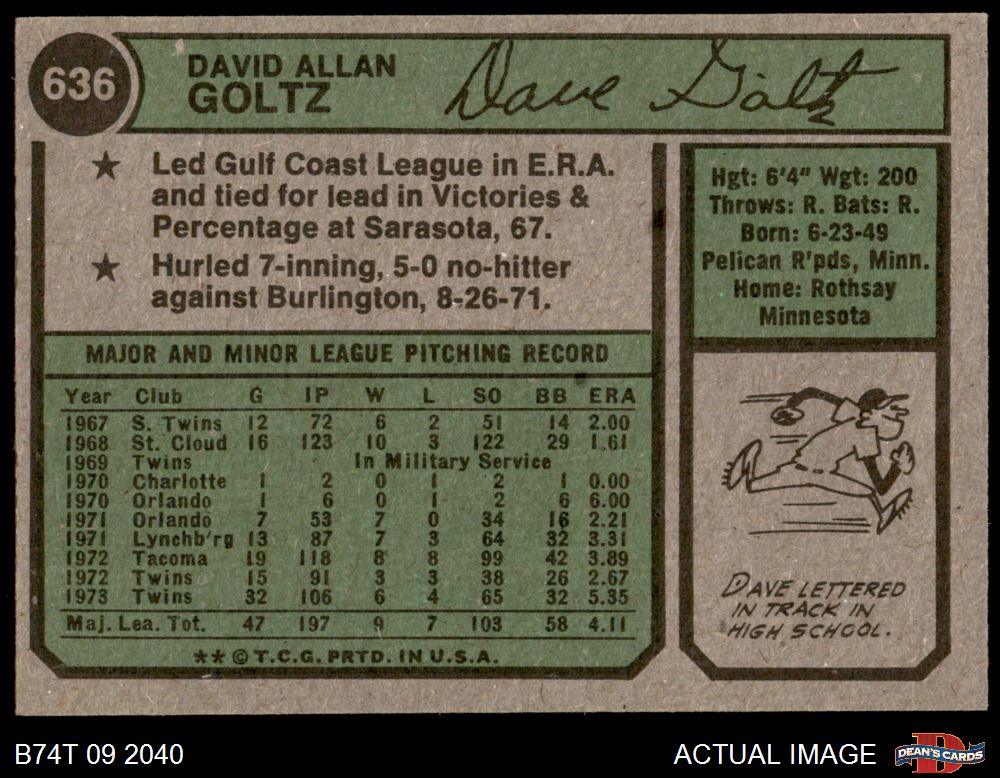 636
DAVID ALLAN
GOLTZ
Dave Goltz
★ Led Gulf Coast League in E.R.A.
and tied for lead in Victories &
Percentage at Sarasota, 67.
★ Hurled 7-inning, 5-0 no-hitter
against Burlington, 8-26-71.
Hgt: 6'4" Wgt: 200
Throws: R. Bats: R.
Born: 6-23-49
Pelican R'pds, Minn.
Home: Rothsay
Minnesota
MAJOR AND MINOR LEAGUE PITCHING RECORD
Year Club G IP W L SO BB ERA
1967 S. Twins 12 72 6 2 51 14 2.00
1968 St. Cloud 16 123 10 3 122 29 1.61
1969 Twins In Military Service
1970 Charlotte 1 2 0 1 2 1 0.00
1970 Orlando 1 6 0 1 2 6 6.00
1971 Orlando 7 53 7 0 34 16 2.21
1971 Lynchb'rg 13 87 7 3 64 32 3.31
1972 Tacoma 19 118 8 8 99 42 3.89
1972 Twins 15 91 3 3 38 26 2.67
1973 Twins 32 106 6 4 65 32 5.35
Maj. Lea. Tot. 47 197 9 7 103 58 4.11
** © T.C.G. PRTD. IN U.S.A.
DAVE LETTERED
IN TRACK IN
HIGH SCHOOL.
B74T 09 2040
ACTUAL IMAGE
DEAN'S CARDS